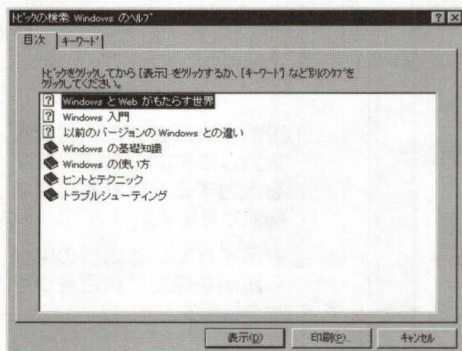 ﾄﾋﾟｯｸの検索 Windows のﾍﾙﾌﾟ
目次
ｷｰﾜｰﾄﾞ
ﾄﾋﾟｯｸをｸﾘｯｸしてから [表示] をｸﾘｯｸするか、[ｷｰﾜｰﾄﾞ] など別のﾀﾌﾞを
ｸﾘｯｸしてください。
Windows と Web がもたらす世界
Windows 入門
以前のバージョンの Windows との違い
Windows の基礎知識
Windows の使い方
ヒントとテクニック
トラブルシューティング
表示(D)
印刷(P)...
ｷｬﾝｾﾙ